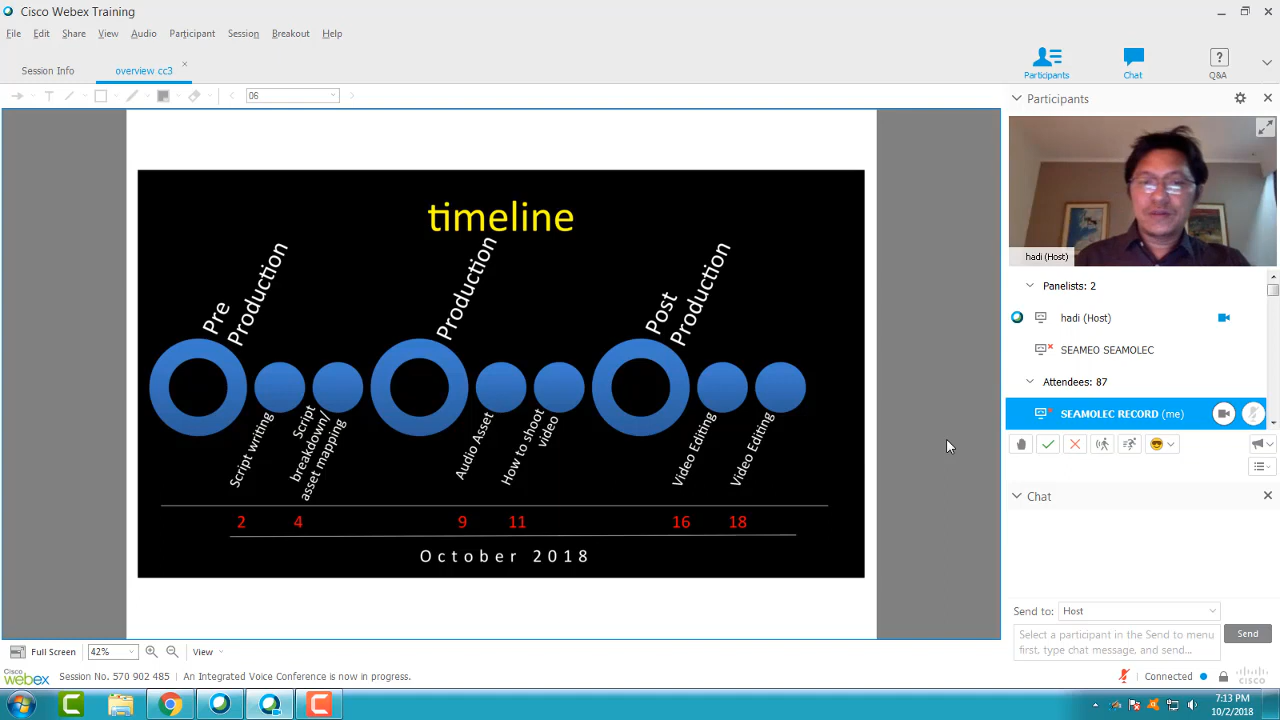 Cisco Webex Training
File Edit Share View Audio Participant Session Breakout Help
Session Info
overview cc3
Participants
Chat
Q&A
06
timeline
Pre
Production
Production
Post
Production
Script writing
Script
breakdown/
asset mapping
Audio Asset
How to shoot
video
Video Editing
Video Editing
2 4 9 11 16 18
October 2018
Participants
hadi (Host)
Panelists: 2
hadi (Host)
SEAMEO SEAMOLEC
Attendees: 87
SEAMOLEC RECORD (me)
Chat
Send to: Host
Select a participant in the Send to menu
first, type chat message, and send...
Send
Full Screen 42% View
Cisco
webex
Session No. 570 902 485 | An Integrated Voice Conference is now in progress.
Connected
CISCO
7:13 PM
10/2/2018